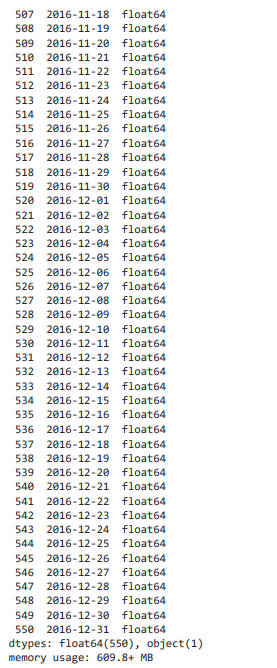 507 2016-11-18 float64
508 2016-11-19 float64
509 2016-11-20 float64
510 2016-11-21 float64
511 2016-11-22 float64
512 2016-11-23 float64
513 2016-11-24 float64
514 2016-11-25 float64
515 2016-11-26 float64
516 2016-11-27 float64
517 2016-11-28 float64
518 2016-11-29 float64
519 2016-11-30 float64
520 2016-12-01 float64
521 2016-12-02 float64
522 2016-12-03 float64
523 2016-12-04 float64
524 2016-12-05 float64
525 2016-12-06 float64
526 2016-12-07 float64
527 2016-12-08 float64
528 2016-12-09 float64
529 2016-12-10 float64
530 2016-12-11 float64
531 2016-12-12 float64
532 2016-12-13 float64
533 2016-12-14 float64
534 2016-12-15 float64
535 2016-12-16 float64
536 2016-12-17 float64
537 2016-12-18 float64
538 2016-12-19 float64
539 2016-12-20 float64
540 2016-12-21 float64
541 2016-12-22 float64
542 2016-12-23 float64
543 2016-12-24 float64
544 2016-12-25 float64
545 2016-12-26 float64
546 2016-12-27 float64
547 2016-12-28 float64
548 2016-12-29 float64
549 2016-12-30 float64
550 2016-12-31 float64
dtypes: float64(550), object(1)
memory usage: 609.8+ MB